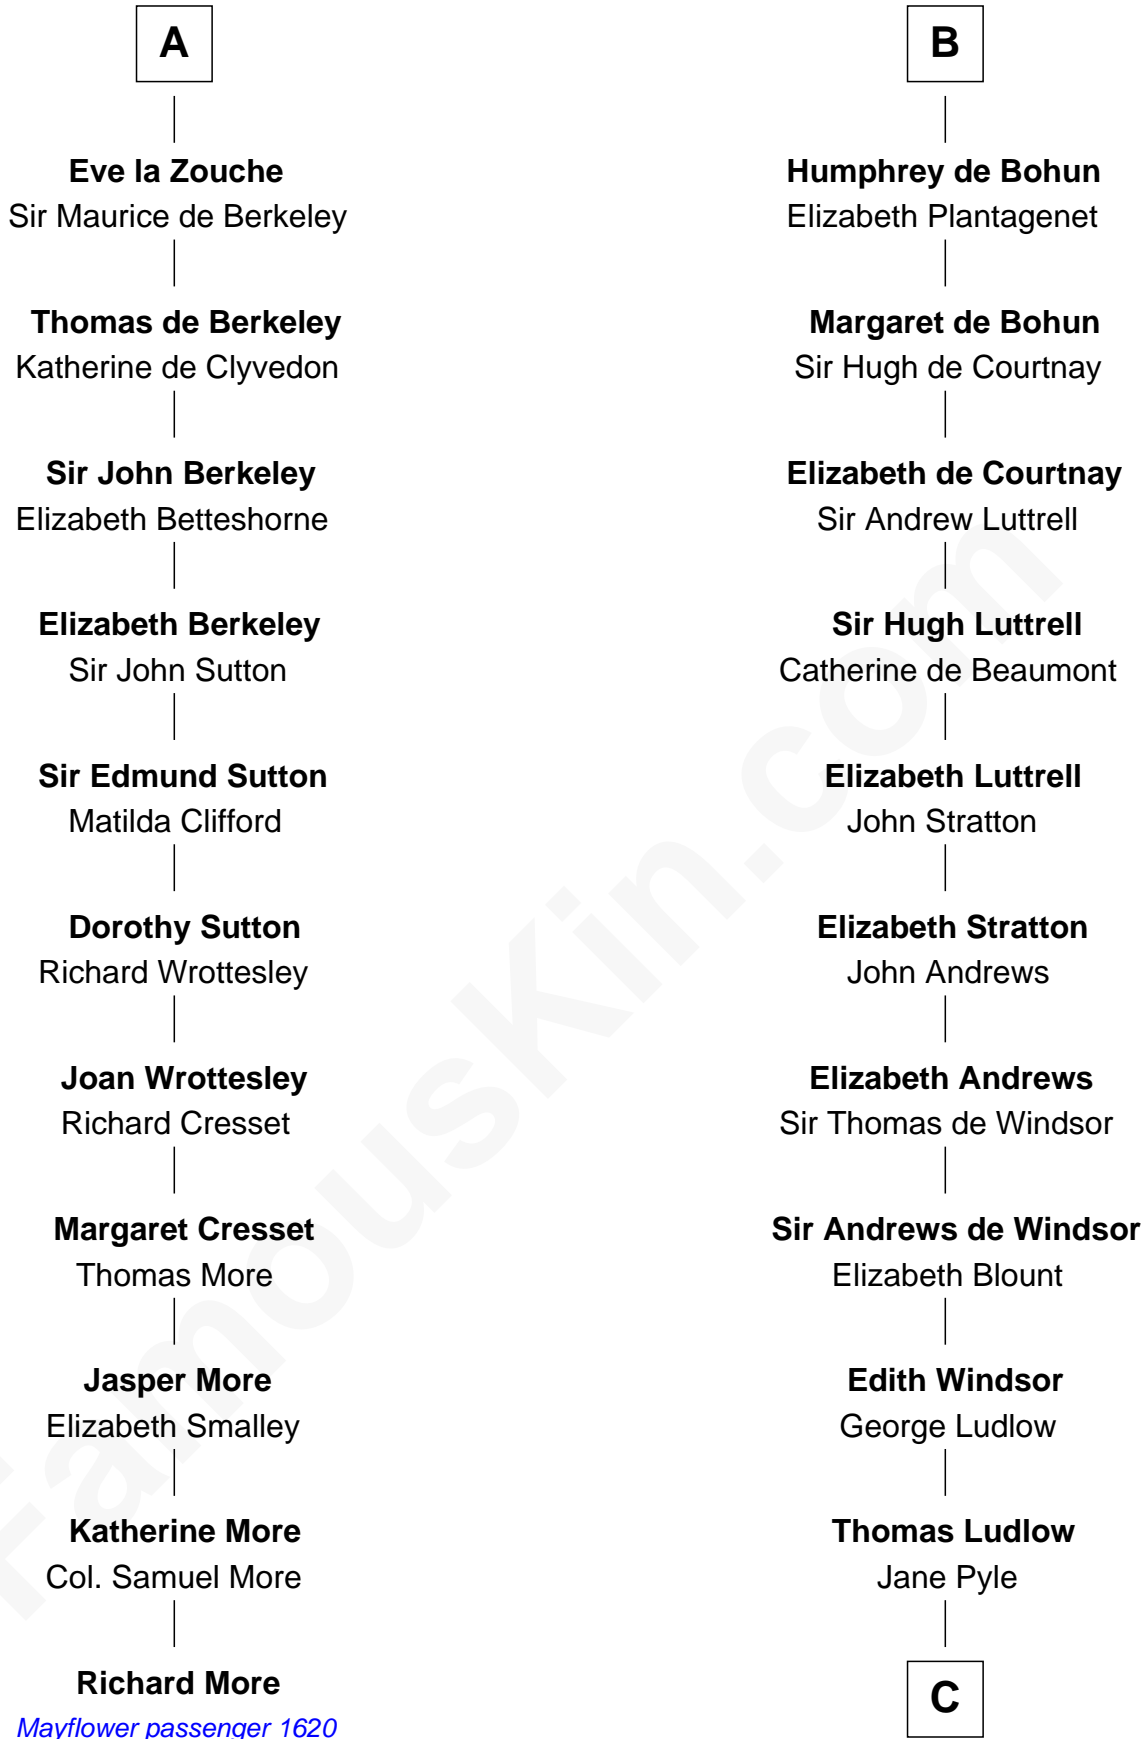 A
Eve la Zouche
Sir Maurice de Berkeley
Thomas de Berkeley
Katherine de Clyvedon
Sir John Berkeley
Elizabeth Betteshorne
Elizabeth Berkeley
Sir John Sutton
Sir Edmund Sutton
Matilda Clifford
Dorothy Sutton
Richard Wrottesley
Joan Wrottesley
Richard Cresset
Margaret Cresset
Thomas More
Jasper More
Elizabeth Smalley
Katherine More
Col. Samuel More
Richard More
Mayflower passenger 1620
B
Humphrey de Bohun
Elizabeth Plantagenet
Margaret de Bohun
Sir Hugh de Courtnay
Elizabeth de Courtnay
Sir Andrew Luttrell
Sir Hugh Luttrell
Catherine de Beaumont
Elizabeth Luttrell
John Stratton
Elizabeth Stratton
John Andrews
Elizabeth Andrews
Sir Thomas de Windsor
Sir Andrews de Windsor
Elizabeth Blount
Edith Windsor
George Ludlow
Thomas Ludlow
Jane Pyle
C
FamousKin.com